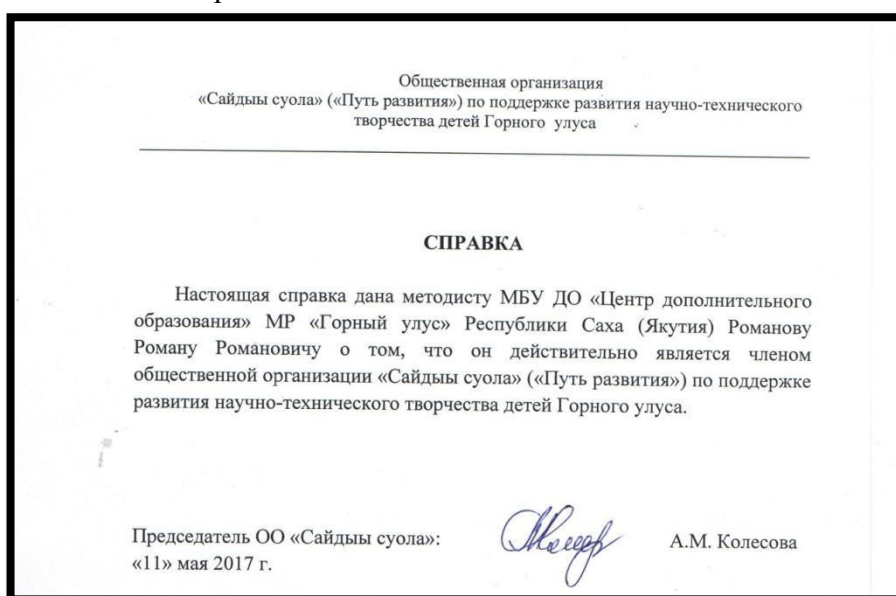 Общественная организация
«Сайдыы суола» («Путь развития») по поддержке развития научно-технического
творчества детей Горного улуса
СПРАВКА
Настоящая справка дана методисту МБУ ДО «Центр дополнительного
образования» МР «Горный улус» Республики Саха (Якутия) Романову
Роману Романовичу о том, что он действительно является членом
общественной организации «Сайдыы суола» («Путь развития») по поддержке
развития научно-технического творчества детей Горного улуса.
Председатель ОО «Сайдыы суола»: А.М. Колесова
«11» мая 2017 г.